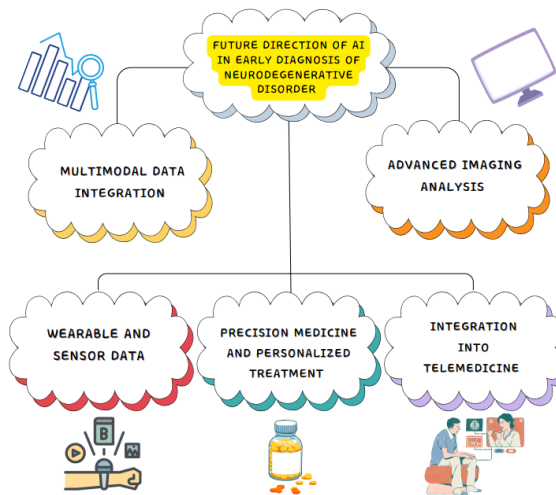 FUTURE DIRECTION OF AI
IN EARLY DIAGNOSIS OF
NEURODEGENERATIVE
DISORDER
MULTIMODAL DATA
INTEGRATION
ADVANCED IMAGING
ANALYSIS
WEARABLE AND
SENSOR DATA
PRECISION MEDICINE
AND PERSONALIZED
TREATMENT
INTEGRATION
INTO
TELEMEDICINE
B